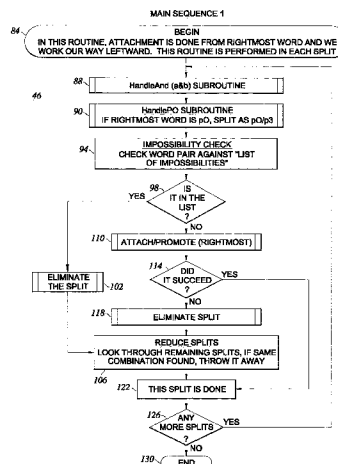 MAIN SEQUENCE 1
84
BEGIN
IN THIS ROUTINE, ATTACHMENT IS DONE FROM RIGHTMOST WORD AND WE
WORK OUR WAY LEFTWARD. THIS ROUTINE IS PERFORMED IN EACH SPLIT
88
HandleAnd (a&b) SUBROUTINE
46
90
HandlePO SUBROUTINE
IF RIGHTMOST WORD IS pO, SPLIT AS pO/p3
94
IMPOSSIBILITY CHECK
CHECK WORD PAIR AGAINST "LIST
OF IMPOSSIBILITIES"
98
YES
IS
IT IN THE
LIST
?
NO
110
ATTACH/PROMOTE (RIGHTMOST)
114
DID
IT SUCCEED
?
YES
NO
ELIMINATE
THE SPLIT
102
118
ELIMINATE SPLIT
REDUCE SPLITS
LOOK THROUGH REMAINING SPLITS, IF SAME
COMBINATION FOUND, THROW IT AWAY
106
122
THIS SPLIT IS DONE
126
ANY
MORE SPLITS
?
YES
NO
130
END